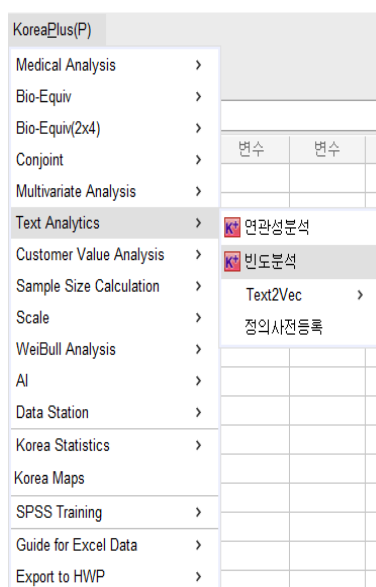 KoreaPlus(P)
Medical Analysis
Bio-Equiv
Bio-Equiv(2x4)
Conjoint
Multivariate Analysis
Text Analytics
Customer Value Analysis
Sample Size Calculation
Scale
WeiBull Analysis
AI
Data Station
Korea Statistics
Korea Maps
SPSS Training
Guide for Excel Data
Export to HWP
변수 변수
K+ 연관성분석
K+ 빈도분석
Text2Vec
정의사전등록